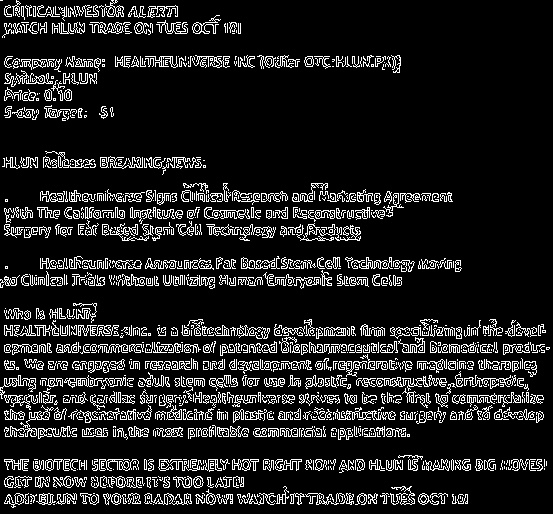 CRITICAL INVESTOR ALERT!
WATCH HLUN TRADE ON TUES OCT 10!
Company Name: HEALTHEUNIVERSE INC (Other OTC:HLUN.PK)
Symbol: HLUN
Price: 0.10
5-day Target: $1
HLUN Releases BREAKING NEWS:
. Healtheuniverse Signs Clinical Research and Marketing Agreement
With The California Institute of Cosmetic and Reconstructive
Surgery for Fat Based Stem Cell Technology and Products
. Healtheuniverse Announces Fat Based Stem Cell Technology Moving
to Clinical Trials Without Utilizing Human Embryonic Stem Cells
Who is HLUN?
HEALTHEUNIVERSE, Inc. is a biotechnology development firm specializing in the devel-
opment and commercialization of patented biopharmaceutical and biomedical produc-
ts. We are engaged in research and development of regenerative medicine therapies
using non-embryonic adult stem cells for use in plastic, reconstructive, orthopedic,
vascular, and cardiac surgery. Healtheuniverse strives to be the first to commercialize
the use of regenerative medicine in plastic and reconstructive surgery and to develop
therapeutic uses in the most profitable commercial applications.
THE BIOTECH SECTOR IS EXTREMELY HOT RIGHT NOW AND HLUN IS MAKING BIG MOVES!
GET IN NOW BEFORE IT'S TOO LATE!
ADD HLUN TO YOUR RADAR NOW! WATCH IT TRADE ON TUES OCT 10!